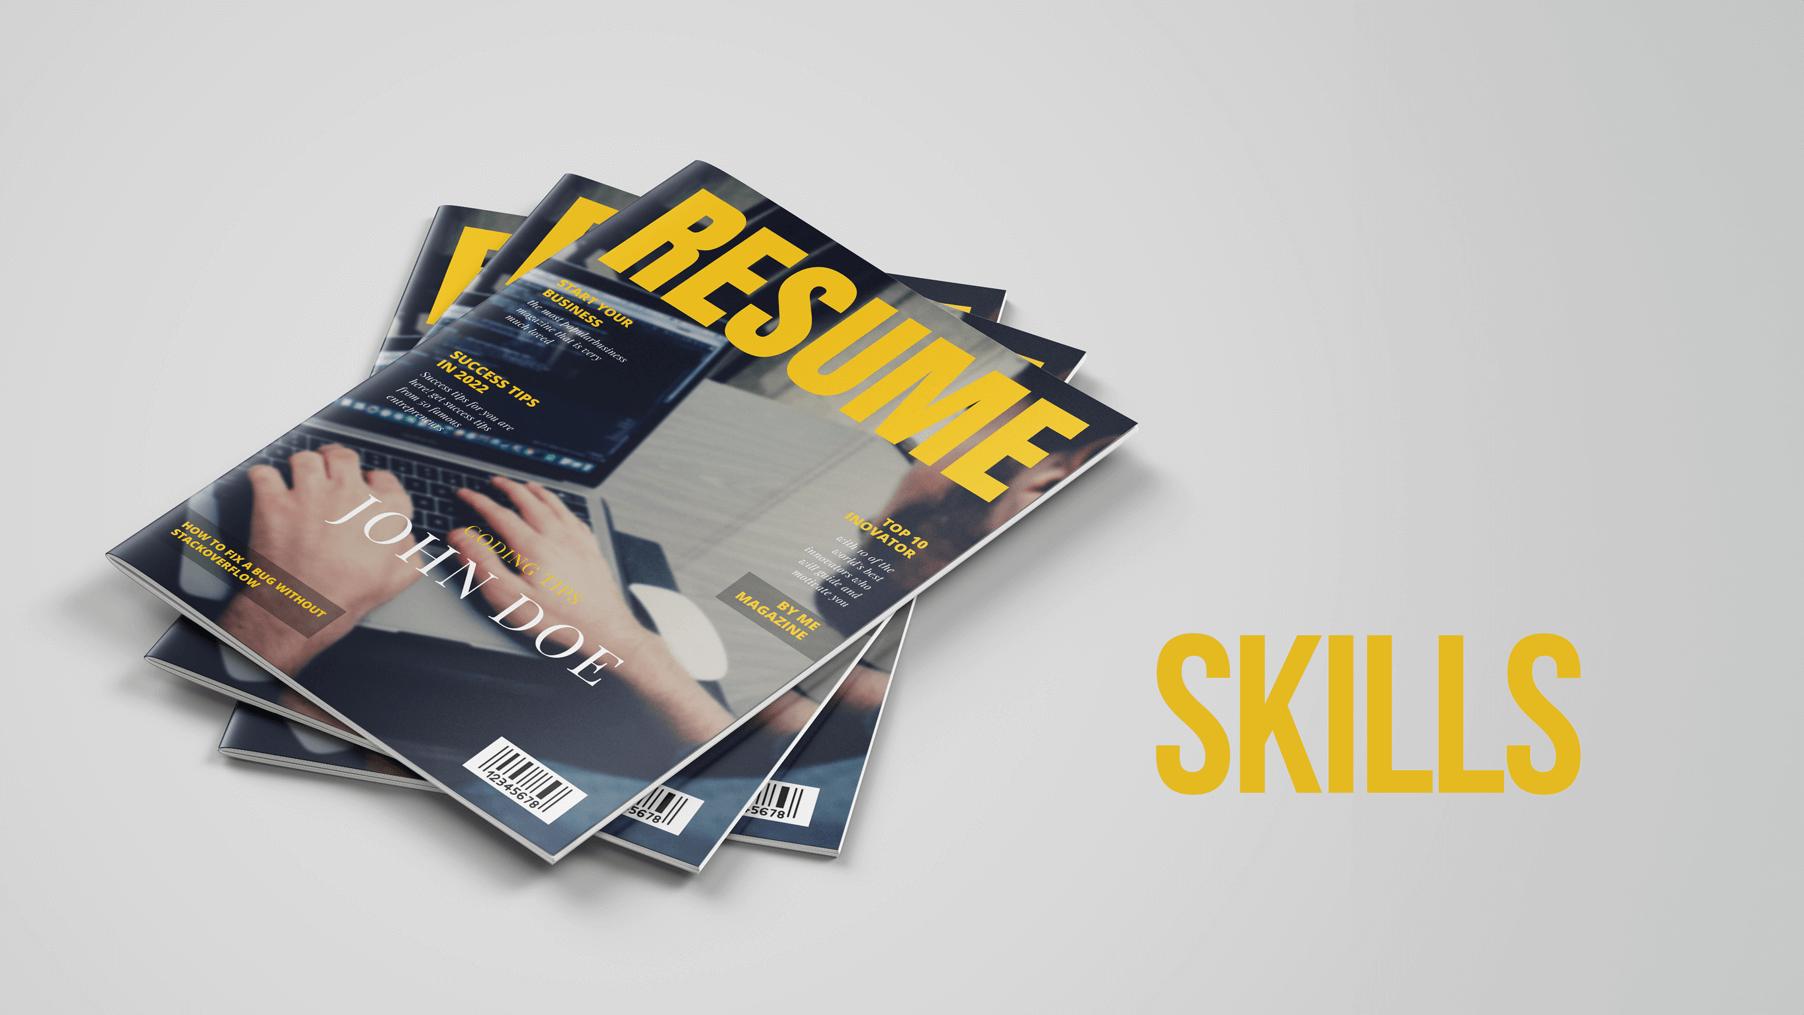 RESUME
START YOUR
BUSINESS
the most popularbusiness
magazine that is very
much loved
SUCCESS TIPS
IN 2022
Success tips for you are
here! get success tips
from 50 famous
entrepreneurs
TOP 10
INOVATOR
with 10 of the
world's best
innovators who
will guide and
motivate you
BY ME
MAGAZINE
HOW TO FIX A BUG WITHOUT
STACKOVERFLOW
CODING TIPS
JOHN DOE
12345678
5678
45678
SKILLS